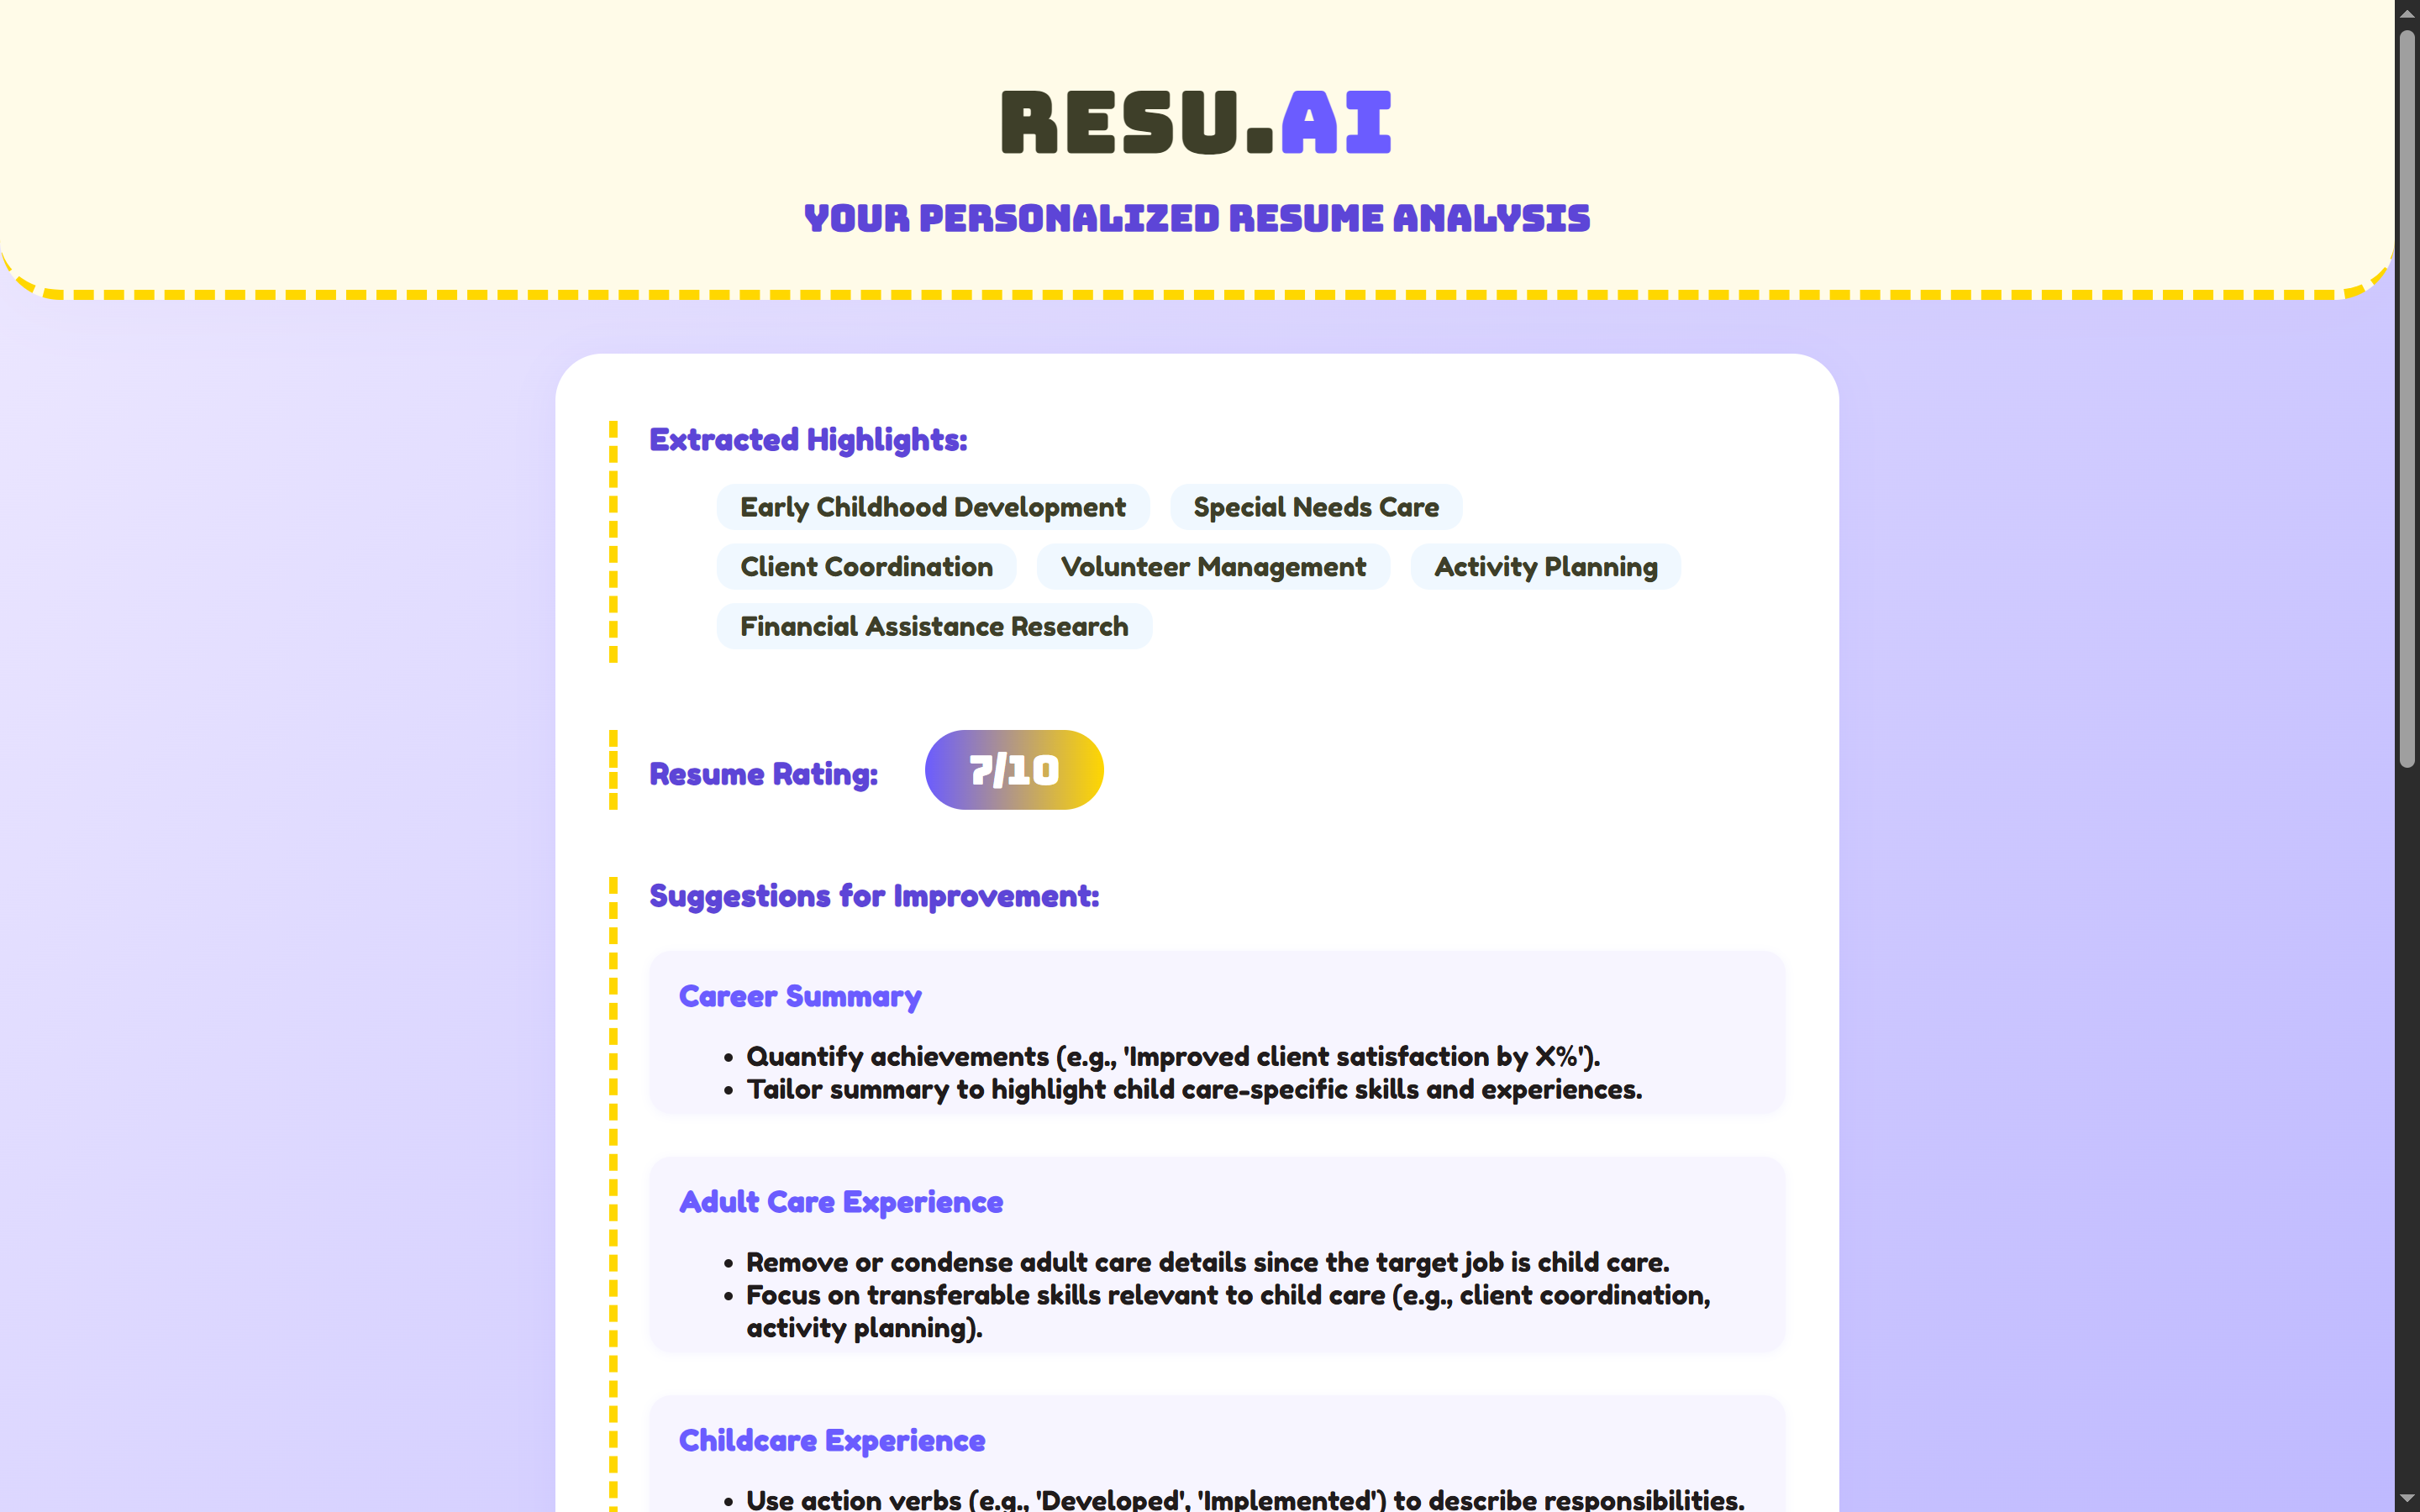 RESU.AI
YOUR PERSONALIZED RESUME ANALYSIS
Extracted Highlights:
Early Childhood Development
Special Needs Care
Client Coordination
Volunteer Management
Activity Planning
Financial Assistance Research
Resume Rating:
7/10
Suggestions for Improvement:
Career Summary
• Quantify achievements (e.g., 'Improved client satisfaction by X%').
• Tailor summary to highlight child care-specific skills and experiences.
Adult Care Experience
• Remove or condense adult care details since the target job is child care.
• Focus on transferable skills relevant to child care (e.g., client coordination,
activity planning).
Childcare Experience
• Use action verbs (e.g., 'Developed', 'Implemented') to describe responsibilities.